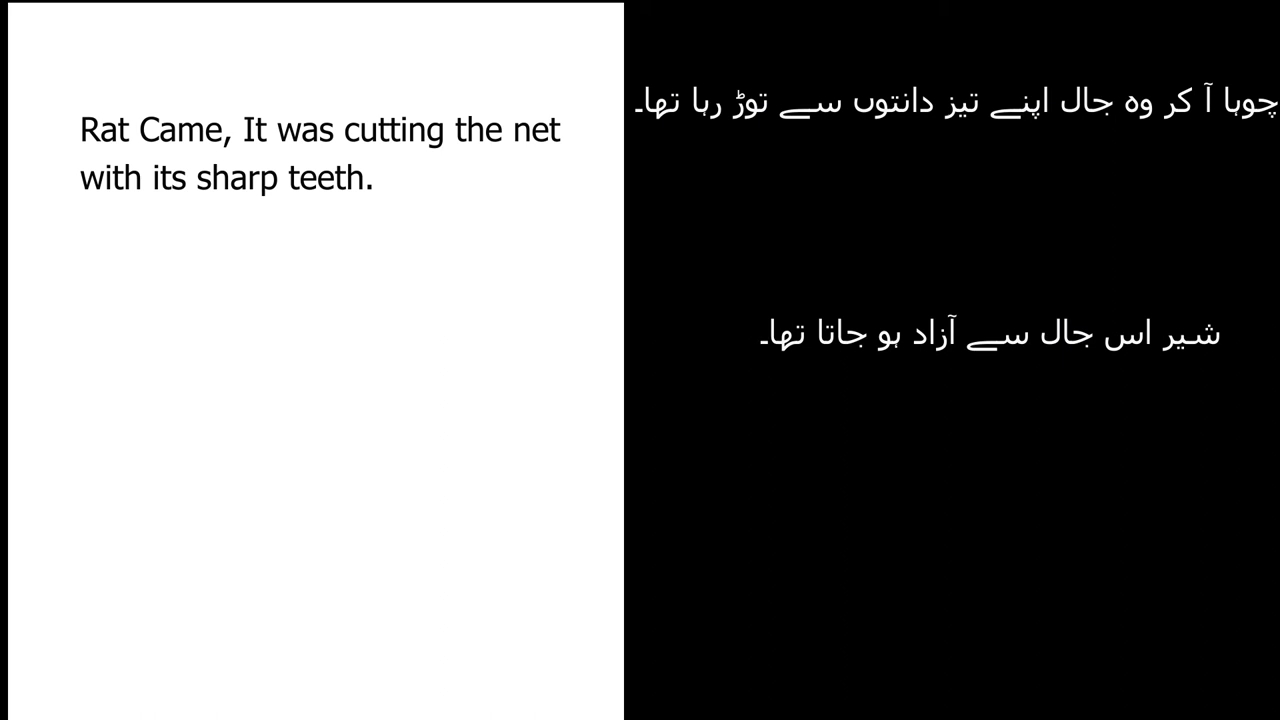 Rat Came, It was cutting the net
with its sharp teeth.
چوہا آ کر وہ جال اپنے تیز دانتوں سے توڑ رہا تھا۔
شیر اس جال سے آزاد ہو جاتا تھا۔